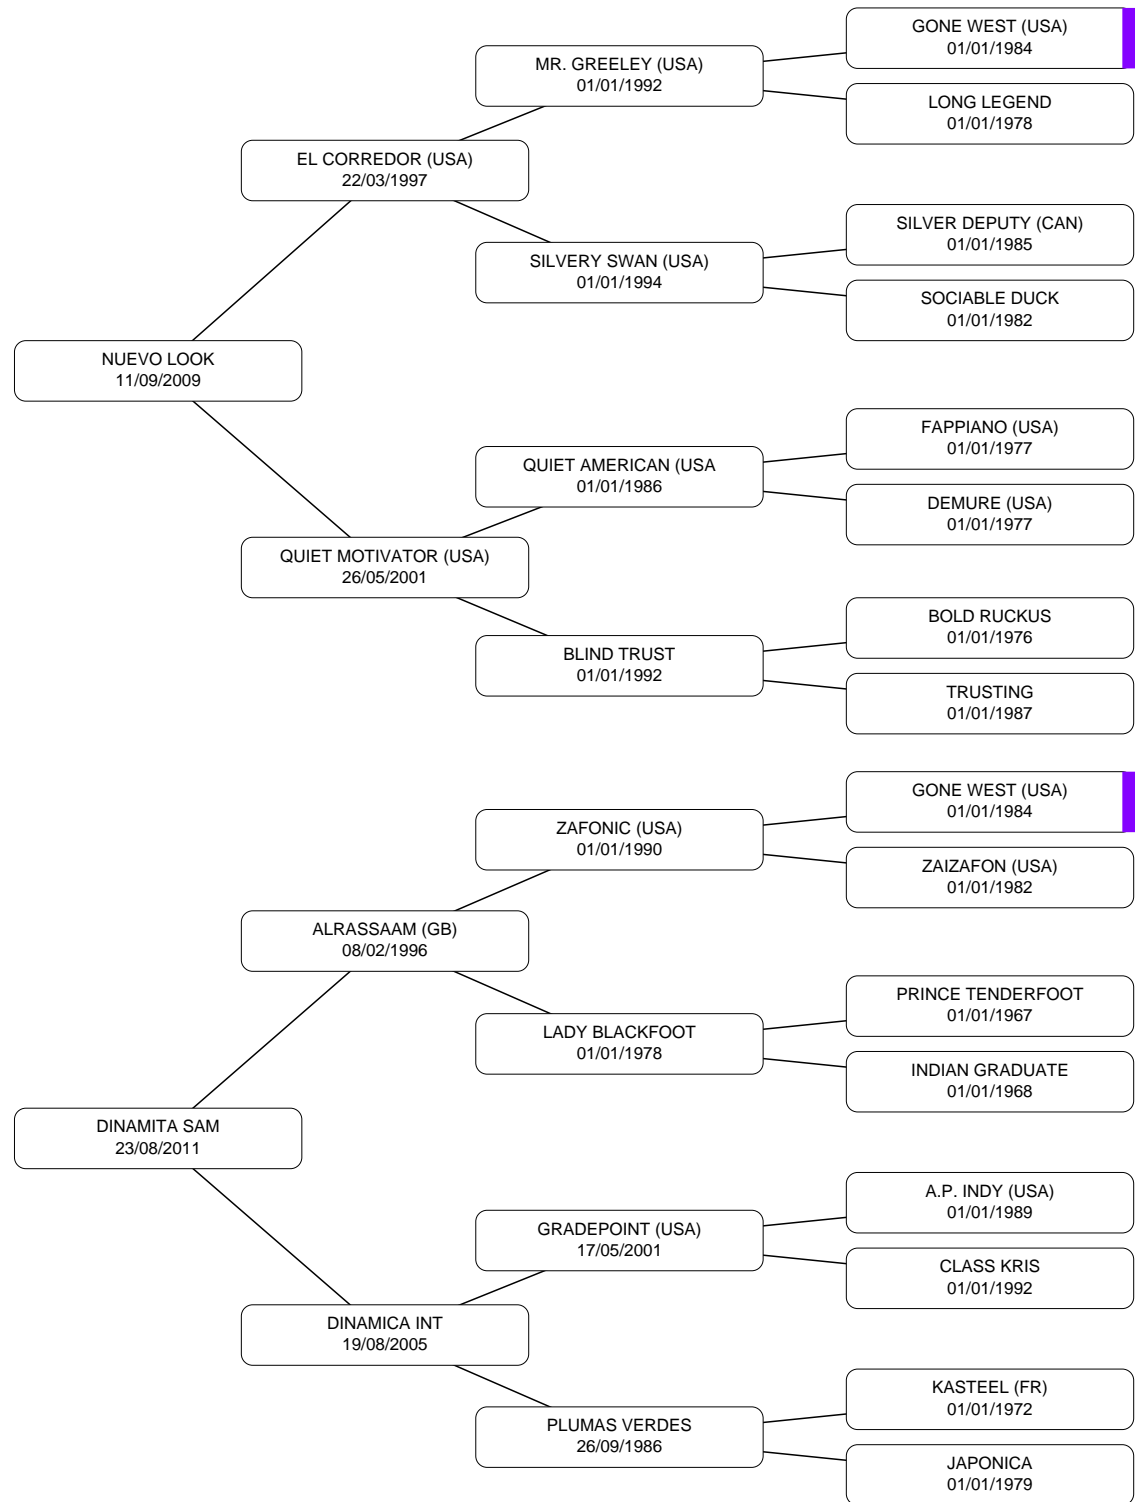 GONE WEST (USA)
01/01/1984
MR. GREELEY (USA)
01/01/1992
LONG LEGEND
01/01/1978
EL CORREDOR (USA)
22/03/1997
SILVER DEPUTY (CAN)
01/01/1985
SILVERY SWAN (USA)
01/01/1994
SOCIABLE DUCK
01/01/1982
NUEVO LOOK
11/09/2009
FAPPIANO (USA)
01/01/1977
QUIET AMERICAN (USA
01/01/1986
DEMURE (USA)
01/01/1977
QUIET MOTIVATOR (USA)
26/05/2001
BOLD RUCKUS
01/01/1976
BLIND TRUST
01/01/1992
TRUSTING
01/01/1987
GONE WEST (USA)
01/01/1984
ZAFONIC (USA)
01/01/1990
ZAIZAFON (USA)
01/01/1982
ALRASSAAM (GB)
08/02/1996
PRINCE TENDERFOOT
01/01/1967
LADY BLACKFOOT
01/01/1978
INDIAN GRADUATE
01/01/1968
DINAMITA SAM
23/08/2011
A.P. INDY (USA)
01/01/1989
GRADEPOINT (USA)
17/05/2001
CLASS KRIS
01/01/1992
DINAMICA INT
19/08/2005
KASTEEL (FR)
01/01/1972
PLUMAS VERDES
26/09/1986
JAPONICA
01/01/1979